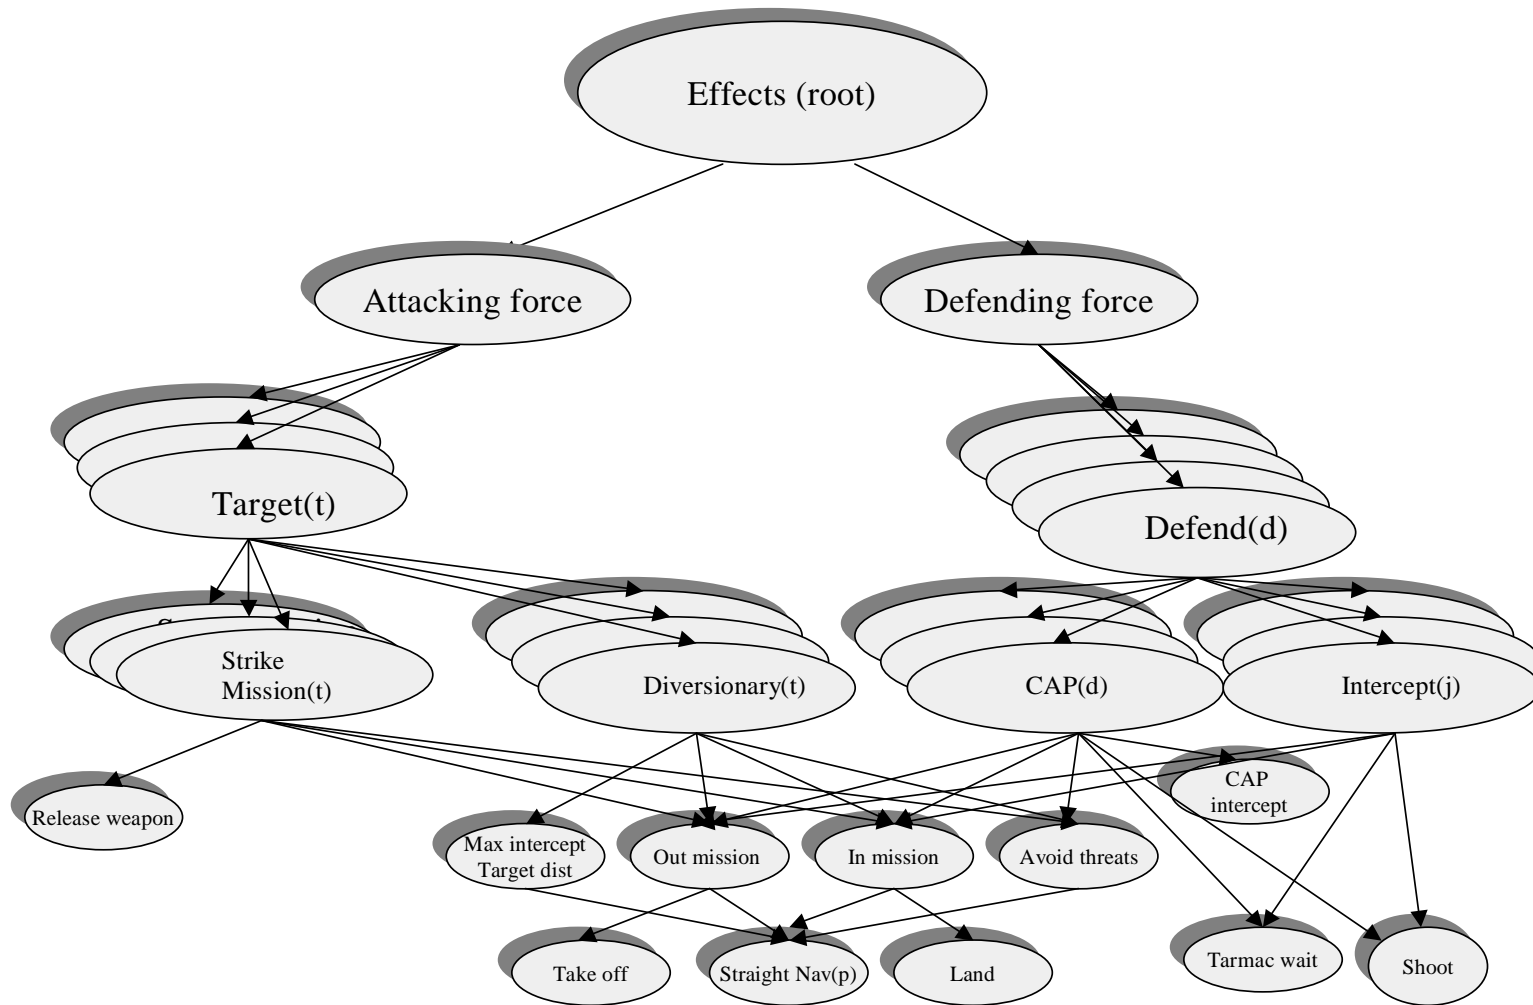 Effects (root)
Attacking force
Defending force
Target(t)
Defend(d)
Strike
Mission(t)
Diversionary(t)
CAP(d)
Intercept(j)
Release weapon
CAP
intercept
Max intercept
Target dist
Out mission
In mission
Avoid threats
Take off
Straight Nav(p)
Land
Tarmac wait
Shoot